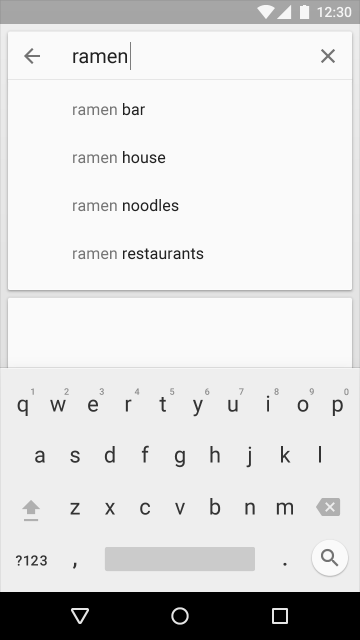 12:30
ramen
ramen bar
ramen house
ramen noodles
ramen restaurants
1 2 3 4 5 6 7 8 9 0
q w e r t y u i o p
a s d f g h j k l
z x c v b n m
?123 , .